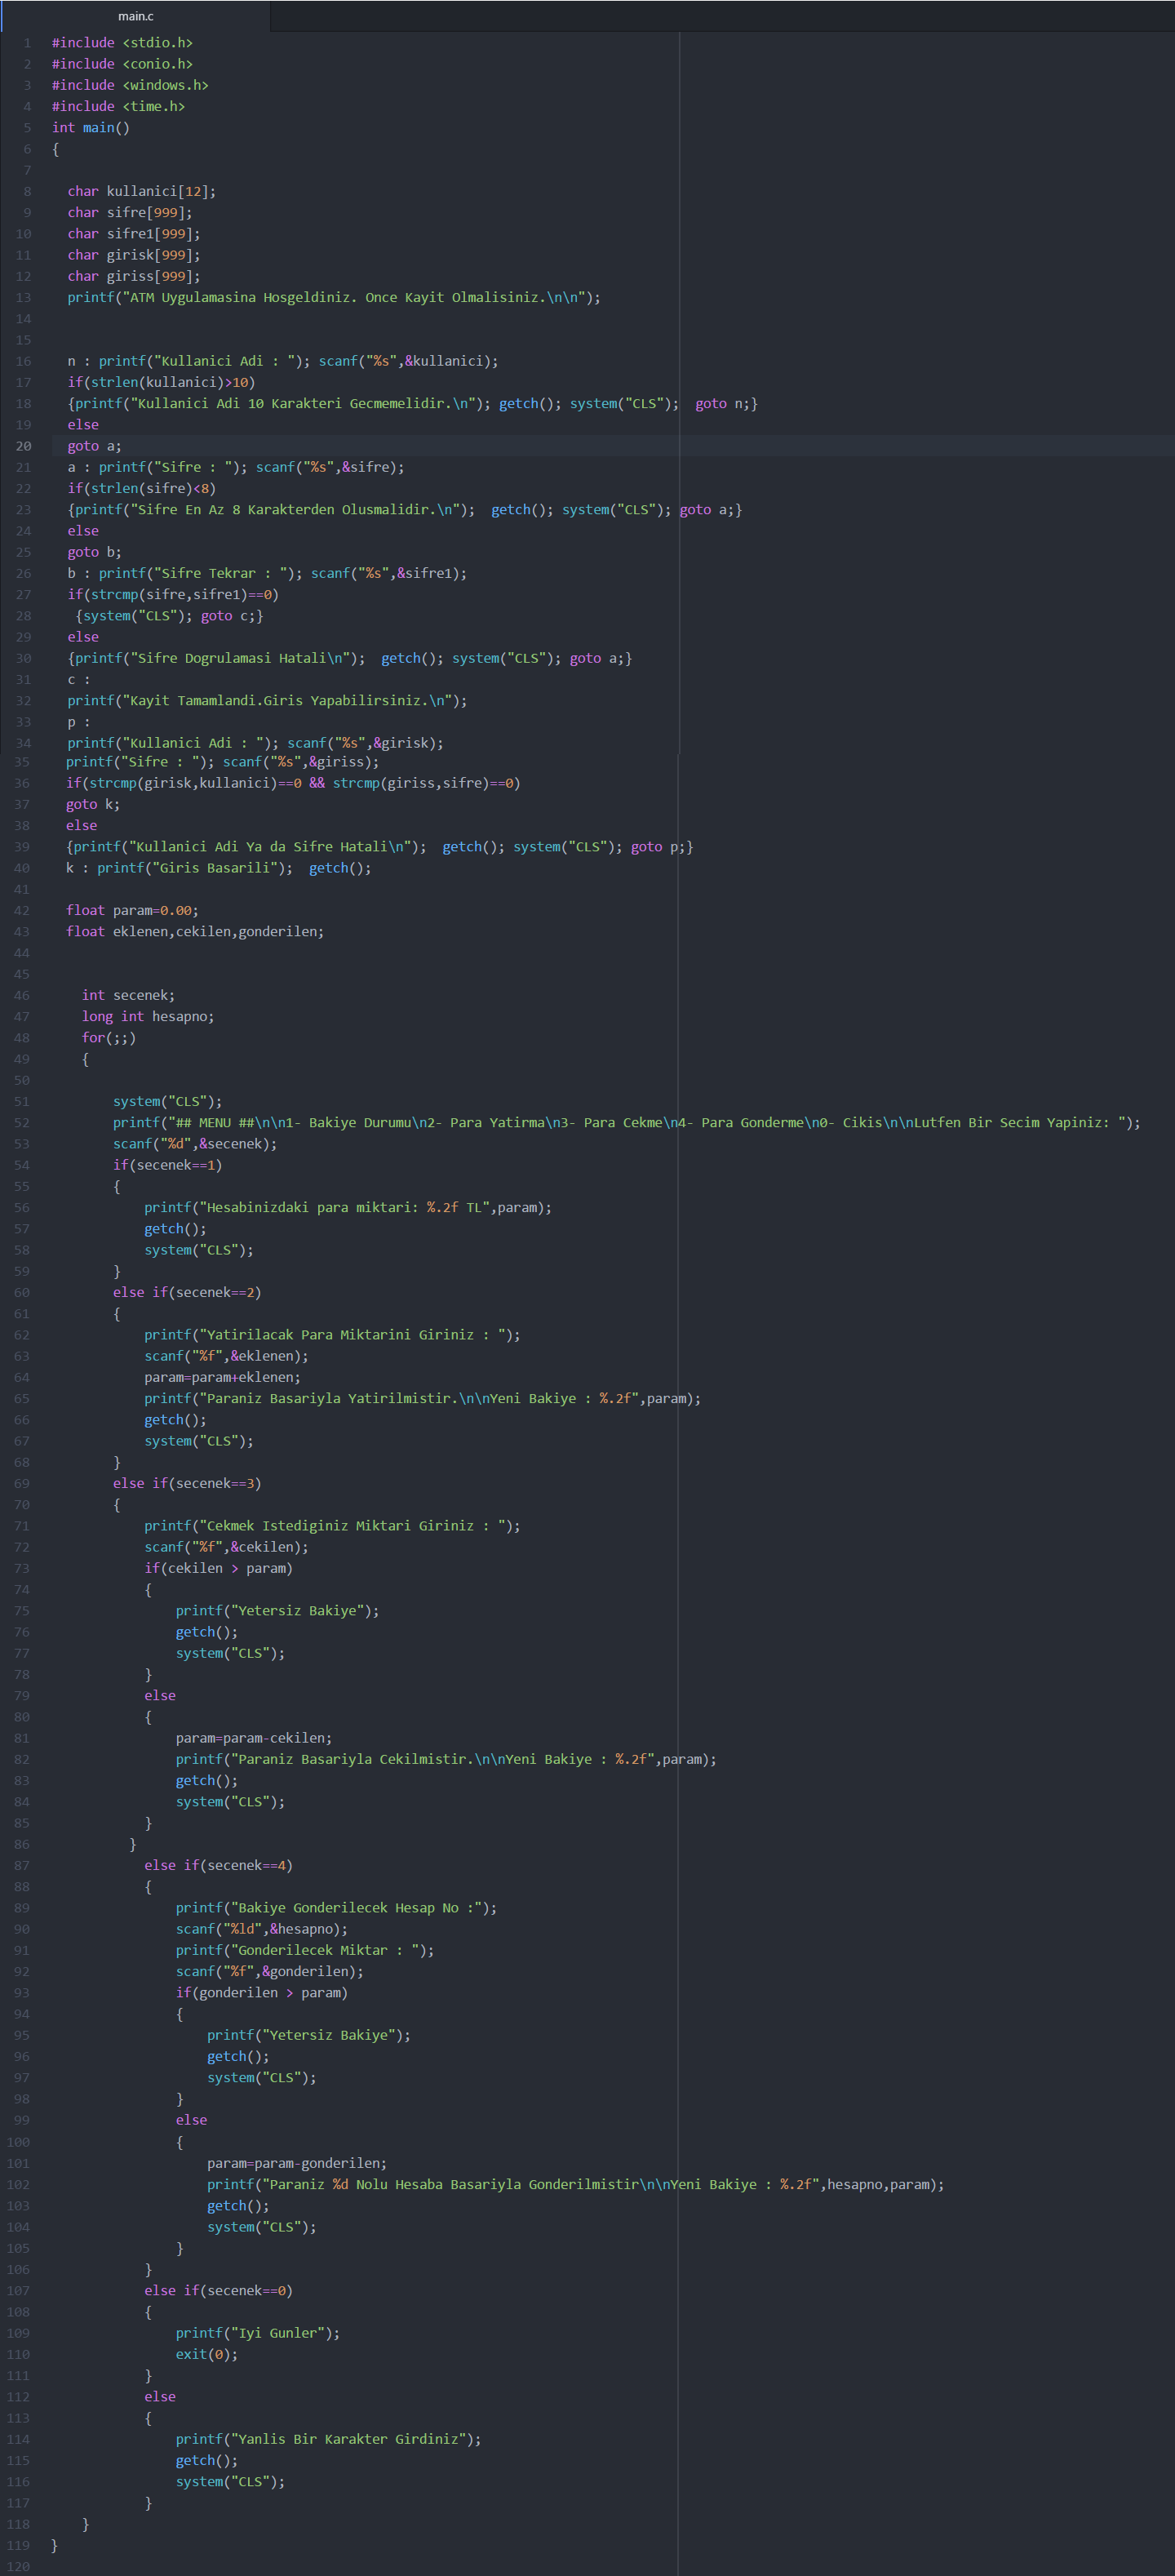 main.c
1 #include <stdio.h>
2 #include <conio.h>
3 #include <windows.h>
4 #include <time.h>
5 int main()
6 {
7
8   char kullanici[12];
9   char sifre[999];
10   char sifre1[999];
11   char girisk[999];
12   char giriss[999];
13   printf("ATM Uygulamasina Hosgeldiniz. Once Kayit Olmalisiniz.\n\n");
14
15
16   n : printf("Kullanici Adi : "); scanf("%s",&kullanici);
17   if(strlen(kullanici)>10)
18   {printf("Kullanici Adi 10 Karakteri Gecmemelidir.\n"); getch(); system("CLS");  goto n;}
19   else
20   goto a;
21   a : printf("Sifre : "); scanf("%s",&sifre);
22   if(strlen(sifre)<8)
23   {printf("Sifre En Az 8 Karakterden Olusmalidir.\n");  getch(); system("CLS"); goto a;}
24   else
25   goto b;
26   b : printf("Sifre Tekrar : "); scanf("%s",&sifre1);
27   if(strcmp(sifre,sifre1)==0)
28    {system("CLS"); goto c;}
29   else
30   {printf("Sifre Dogrulamasi Hatali\n");  getch(); system("CLS"); goto a;}
31   c :
32   printf("Kayit Tamamlandi.Giris Yapabilirsiniz.\n");
33   p :
34   printf("Kullanici Adi : "); scanf("%s",&girisk);
35   printf("Sifre : "); scanf("%s",&giriss);
36   if(strcmp(girisk,kullanici)==0 && strcmp(giriss,sifre)==0)
37   goto k;
38   else
39   {printf("Kullanici Adi Ya da Sifre Hatali\n");  getch(); system("CLS"); goto p;}
40   k : printf("Giris Basarili");  getch();
41
42   float param=0.00;
43   float eklenen,cekilen,gonderilen;
44
45
46     int secenek;
47     long int hesapno;
48     for(;;)
49     {
50
51         system("CLS");
52         printf("## MENU ##\n\n1- Bakiye Durumu\n2- Para Yatirma\n3- Para Cekme\n4- Para Gonderme\n0- Cikis\n\nLutfen Bir Secim Yapiniz: ");
53         scanf("%d",&secenek);
54         if(secenek==1)
55         {
56             printf("Hesabinizdaki para miktari: %.2f TL",param);
57             getch();
58             system("CLS");
59         }
60         else if(secenek==2)
61         {
62             printf("Yatirilacak Para Miktarini Giriniz : ");
63             scanf("%f",&eklenen);
64             param=param+eklenen;
65             printf("Paraniz Basariyla Yatirilmistir.\n\nYeni Bakiye : %.2f",param);
66             getch();
67             system("CLS");
68         }
69         else if(secenek==3)
70         {
71             printf("Cekmek Istediginiz Miktari Giriniz : ");
72             scanf("%f",&cekilen);
73             if(cekilen > param)
74             {
75                 printf("Yetersiz Bakiye");
76                 getch();
77                 system("CLS");
78             }
79             else
80             {
81                 param=param-cekilen;
82                 printf("Paraniz Basariyla Cekilmistir.\n\nYeni Bakiye : %.2f",param);
83                 getch();
84                 system("CLS");
85             }
86           }
87             else if(secenek==4)
88             {
89                 printf("Bakiye Gonderilecek Hesap No :");
90                 scanf("%ld",&hesapno);
91                 printf("Gonderilecek Miktar : ");
92                 scanf("%f",&gonderilen);
93                 if(gonderilen > param)
94                 {
95                     printf("Yetersiz Bakiye");
96                     getch();
97                     system("CLS");
98                 }
99                 else
100                 {
101                     param=param-gonderilen;
102                     printf("Paraniz %d Nolu Hesaba Basariyla Gonderilmistir\n\nYeni Bakiye : %.2f",hesapno,param);
103                     getch();
104                     system("CLS");
105                 }
106             }
107             else if(secenek==0)
108             {
109                 printf("Iyi Gunler");
110                 exit(0);
111             }
112             else
113             {
114                 printf("Yanlis Bir Karakter Girdiniz");
115                 getch();
116                 system("CLS");
117             }
118     }
119 }
120